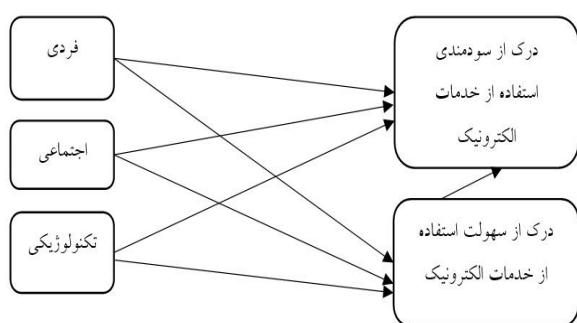 فردی
اجتماعی
تکنولوژیکی
درک از سودمندی
استفاده از خدمات
الکترونیک
درک از سهولت استفاده
از خدمات الکترونیک